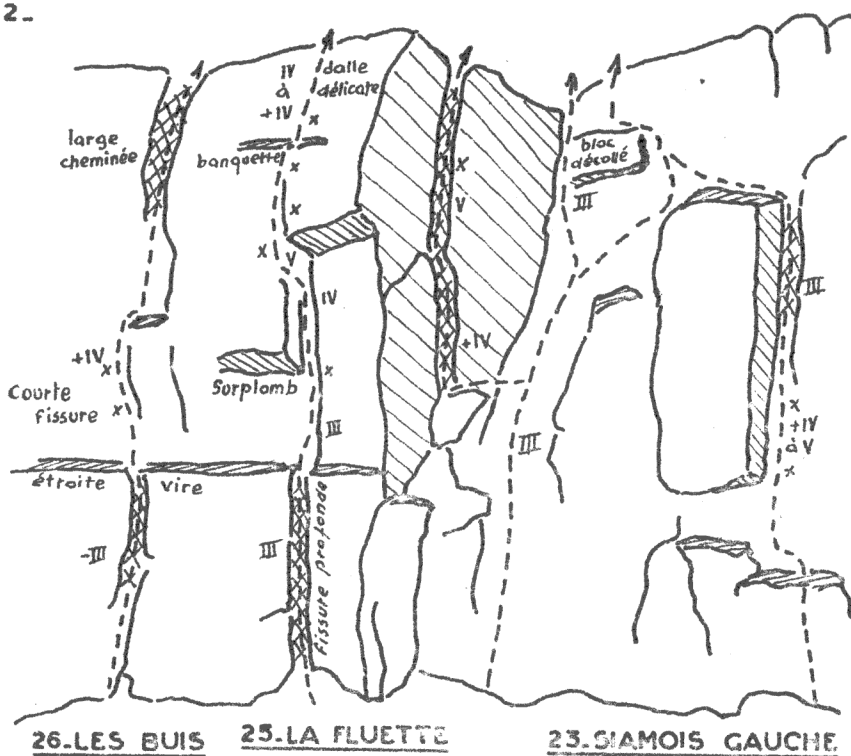 2-
IV
à
+IV
dalle
délicate
large
cheminée
banquette
bloc
décollé
V
III
V
IV
III
+IV
+IV
Surplomb
Courte
fissure
+IV
à V
III
III
étroite vire
-III
III
fissure profonde
26-LES BUIS
25-LA FLUETTE
23-SIAMOIS GAUCHE